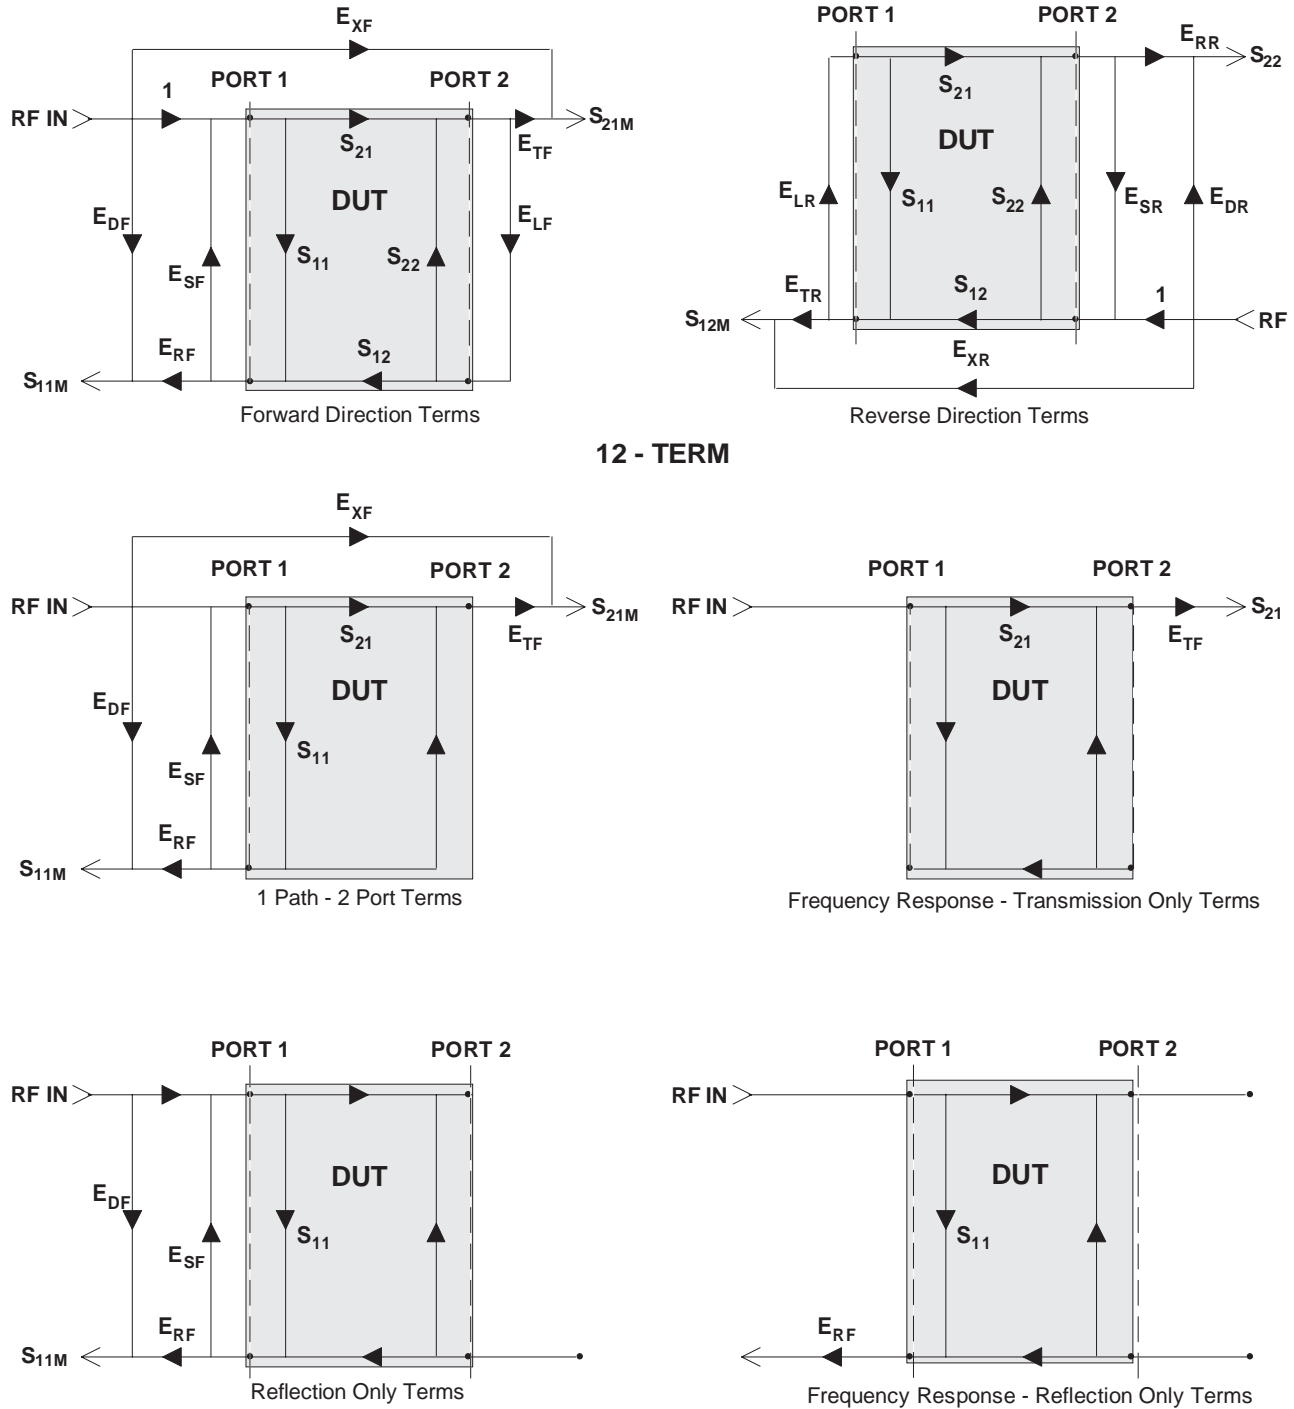 E_XF
PORT 1 PORT 2
1
RF IN
S_21M
S_21
E_TF
DUT
E_DF
E_LF
E_SF
S_11
S_22
E_RF
S_12
S_11M
Forward Direction Terms
PORT 1 PORT 2
E_RR
S_22
S_21
DUT
E_LR
S_11
S_22
E_SR
E_DR
E_TR
S_12
1
S_12M
RF
E_XR
Reverse Direction Terms
12 - TERM
E_XF
PORT 1 PORT 2
RF IN
S_21M
S_21
E_TF
DUT
E_DF
S_11
E_SF
E_RF
S_11M
1 Path - 2 Port Terms
PORT 1 PORT 2
RF IN
S_21
S_21
E_TF
DUT
Frequency Response - Transmission Only Terms
PORT 1 PORT 2
RF IN
DUT
E_DF
S_11
E_SF
E_RF
S_11M
Reflection Only Terms
PORT 1 PORT 2
RF IN
DUT
S_11
E_RF
Frequency Response - Reflection Only Terms